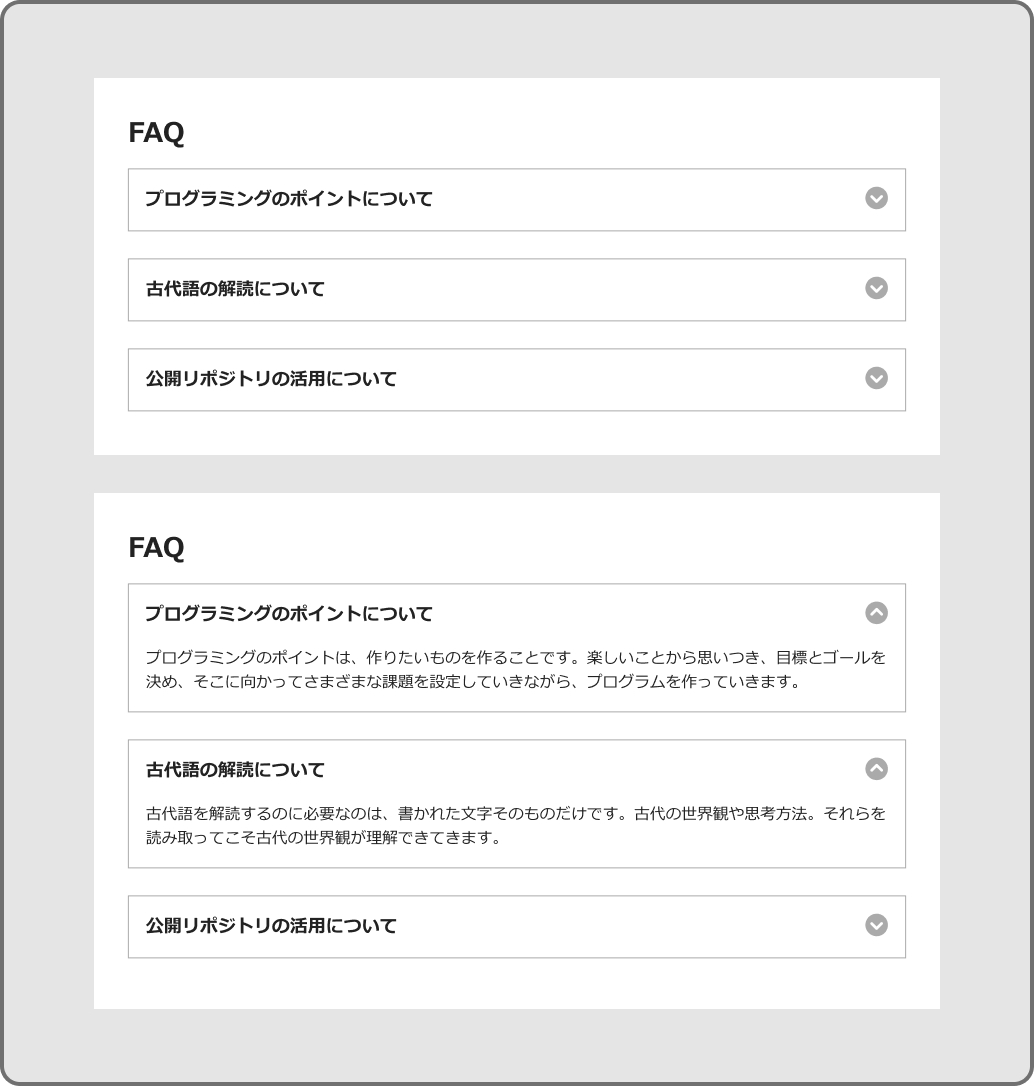 FAQ
プログラミングのポイントについて
古代語の解読について
公開リポジトリの活用について
FAQ
プログラミングのポイントについて
プログラミングのポイントは、作りたいものを作ることです。楽しいことから思いつき、目標とゴールを
決め、そこに向かってさまざまな課題を設定していきながら、プログラムを作っていきます。
古代語の解読について
古代語を解読するのに必要なのは、書かれた文字そのものだけです。古代の世界観や思考方法。それらを
読み取ってこそ古代の世界観が理解できてきます。
公開リポジトリの活用について